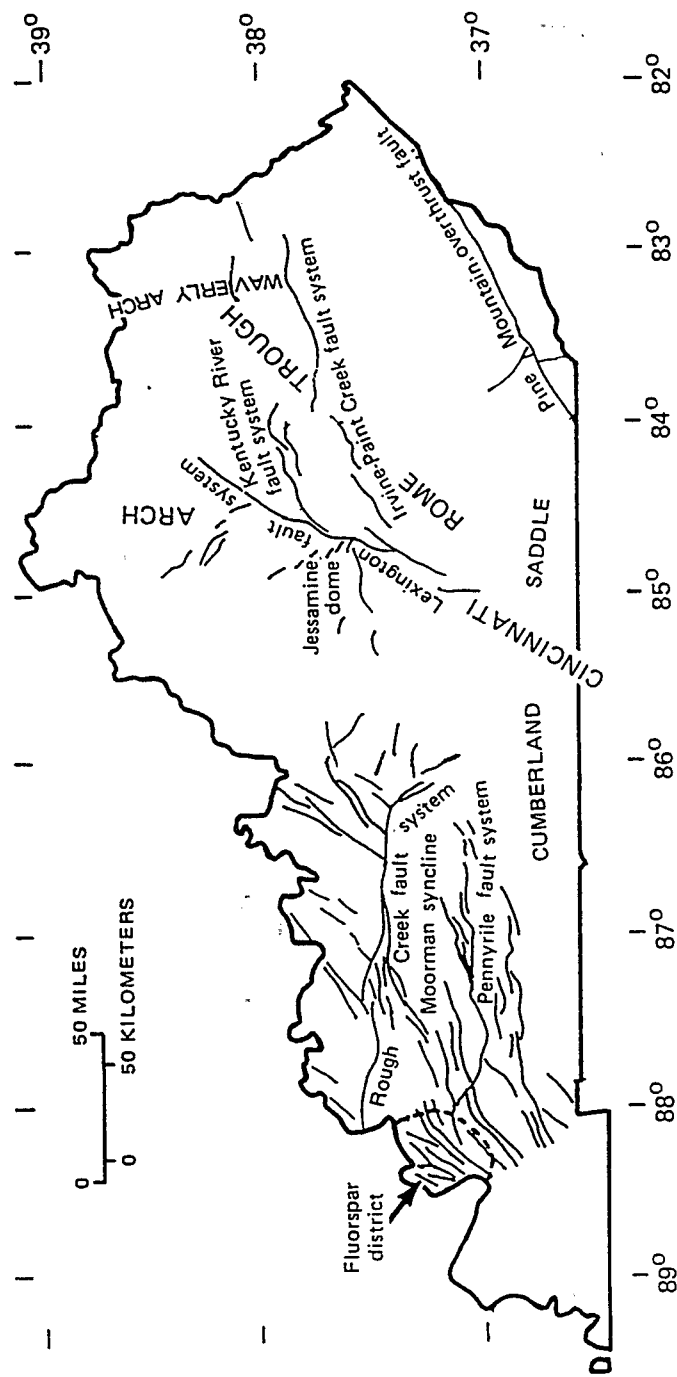 0 50 MILES
0 50 KILOMETERS
39°
38°
37°
82°
83°
84°
85°
86°
87°
88°
89°
WAVERLY ARCH
TROUGH
Kentucky River
fault system
Irvine-Paint Creek fault system
ROME
Pine Mountain overthrust fault
ARCH
Lexington fault system
Jessamine
dome
CINCINNATI
CUMBERLAND SADDLE
Rough Creek fault system
Moorman syncline
Pennyrile fault system
Fluorspar
district
D